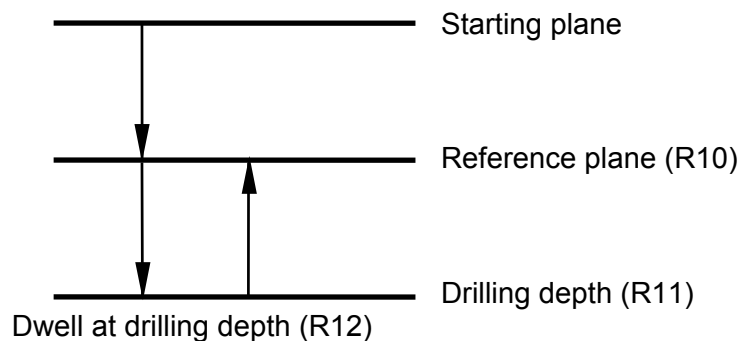 Starting plane
Reference plane (R10)
Drilling depth (R11)
Dwell at drilling depth (R12)